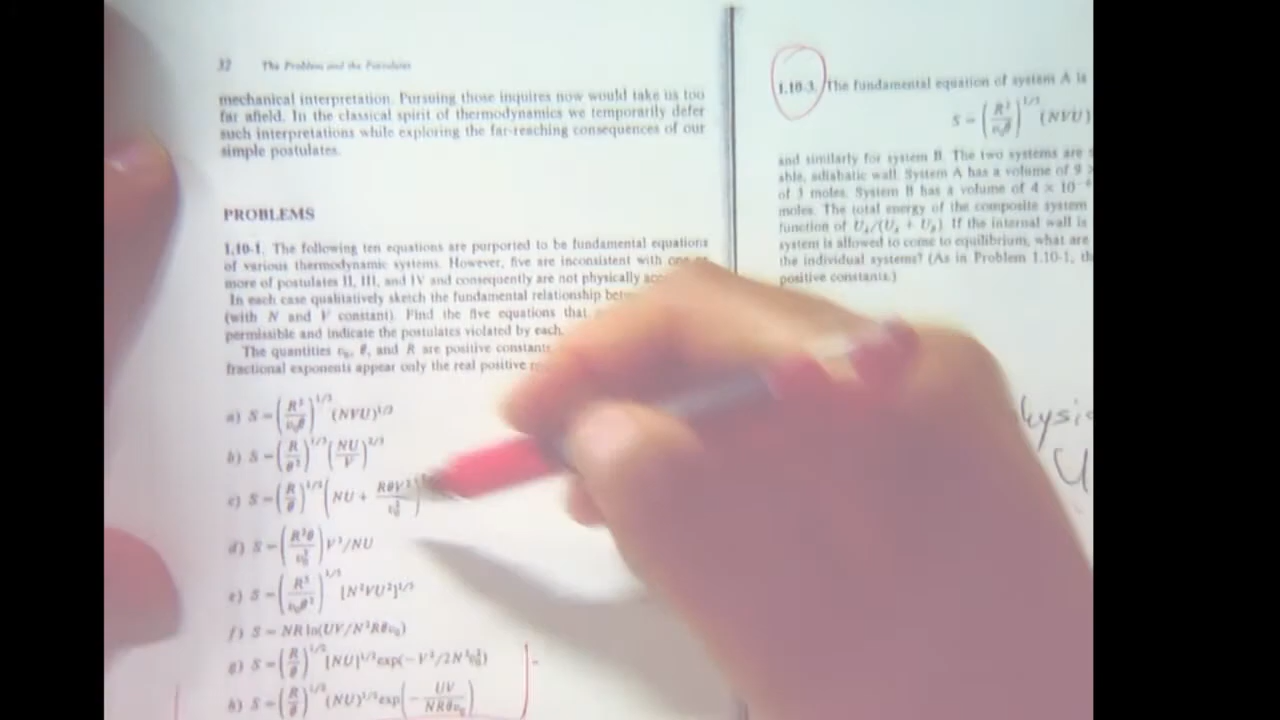 32 The Problem and the Postulates
mechanical interpretation. Pursuing those inquires now would take us too
far afield. In the classical spirit of thermodynamics we temporarily defer
such interpretations while exploring the far-reaching consequences of our
simple postulates.
PROBLEMS
1.10-1. The following ten equations are purported to be fundamental equations
of various thermodynamic systems. However, five are inconsistent with one or
more of postulates II, III, and IV and consequently are not physically
In each case qualitatively sketch the fundamental relationship
(with N and V constant). Find the five equations that
permissible and indicate the postulates violated by each.
The quantities v₀, θ, and R are positive constants
fractional exponents appear only the real positive
a) S = (R²/v₀θ)^1/3 (NVU)^1/3
b) S = (R/θ²)^1/3 (NU/V)^2/3
c) S = (R/θ)^1/2 (NU + RθV²/v₀²)
d) S = (R²θ/v₀³) V³/NU
e) S = (R³/v₀θ²)^1/5 [N²VU²]^1/5
f) S = NR ln(UV/N²Rθv₀)
g) S = (R/θ)^1/2 [NU]^1/2 exp(−V²/2N²v₀²)
h) S = (R/θ)^1/2 (NU)^1/2 exp(−UV/NRθv₀)
1.10-3. The fundamental equation of system A is
S = (R²/v₀θ)^1/3 (NVU)
and similarly for system B. The two systems are
able, adiabatic wall. System A has a volume of 9
of 3 moles. System B has a volume of 4 × 10
moles. The total energy of the composite system
function of U_A/(U_A + U_B). If the internal wall is
system is allowed to come to equilibrium, what are
the individual systems? (As in Problem 1.10-1, th
positive constants.)
U